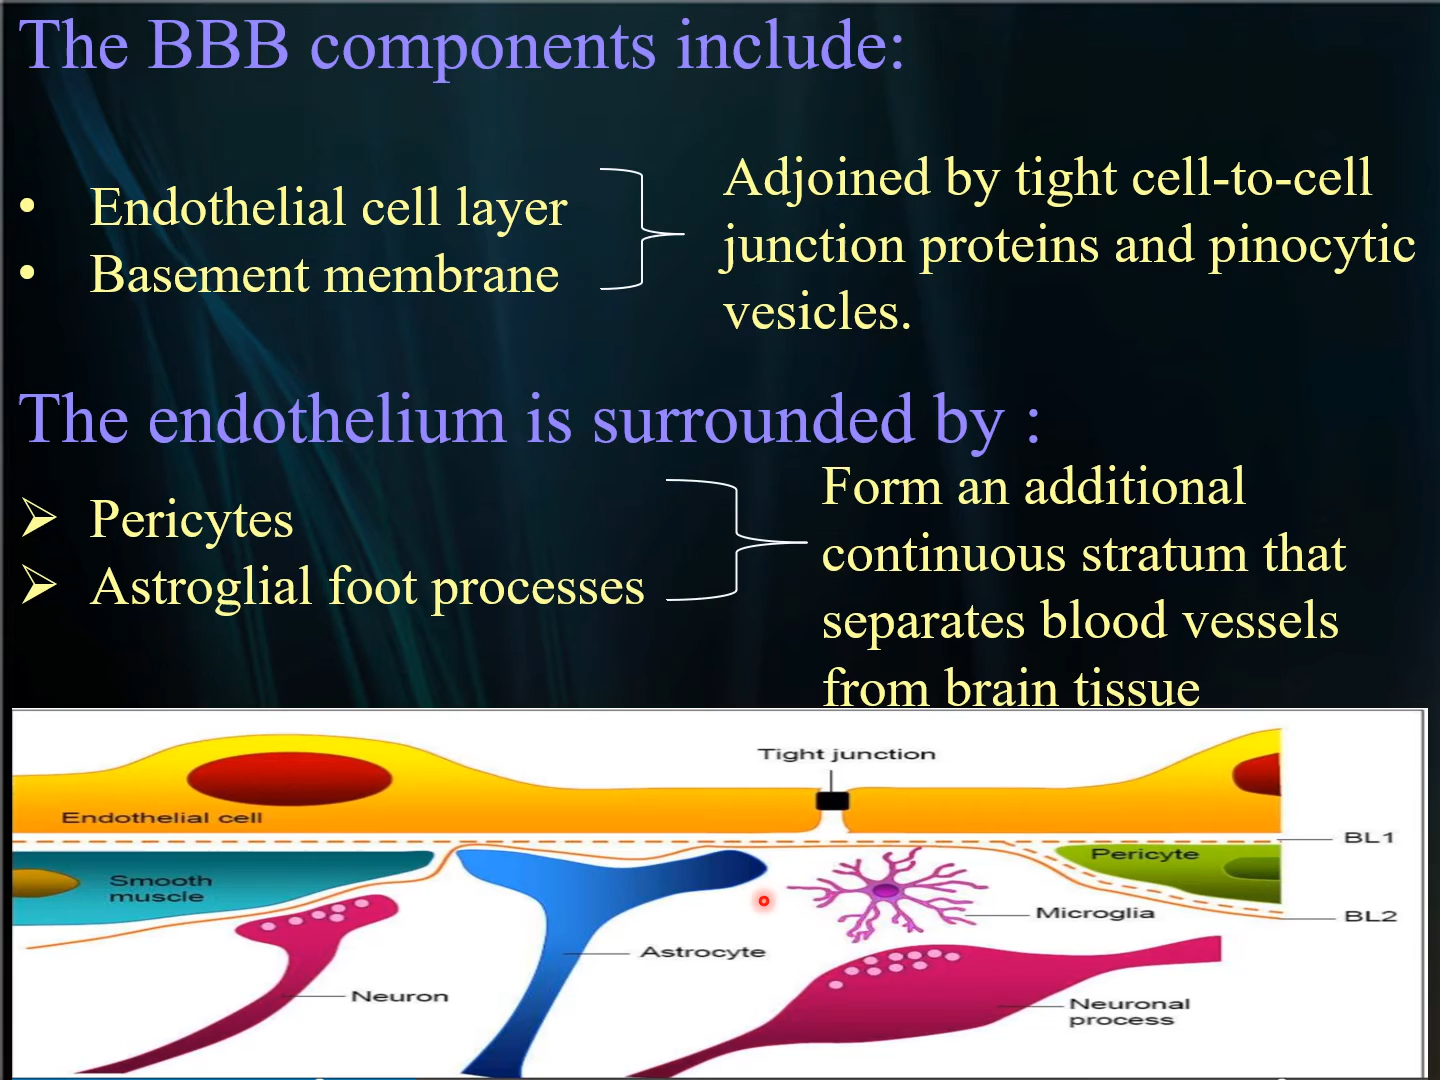 The BBB components include:
• Endothelial cell layer
• Basement membrane
Adjoined by tight cell-to-cell
junction proteins and pinocytic
vesicles.
The endothelium is surrounded by :
➢ Pericytes
➢ Astroglial foot processes
Form an additional
continuous stratum that
separates blood vessels
from brain tissue
Tight junction
Endothelial cell
BL1
Pericyte
Smooth
muscle
Microglia
BL2
Astrocyte
Neuron
Neuronal
process